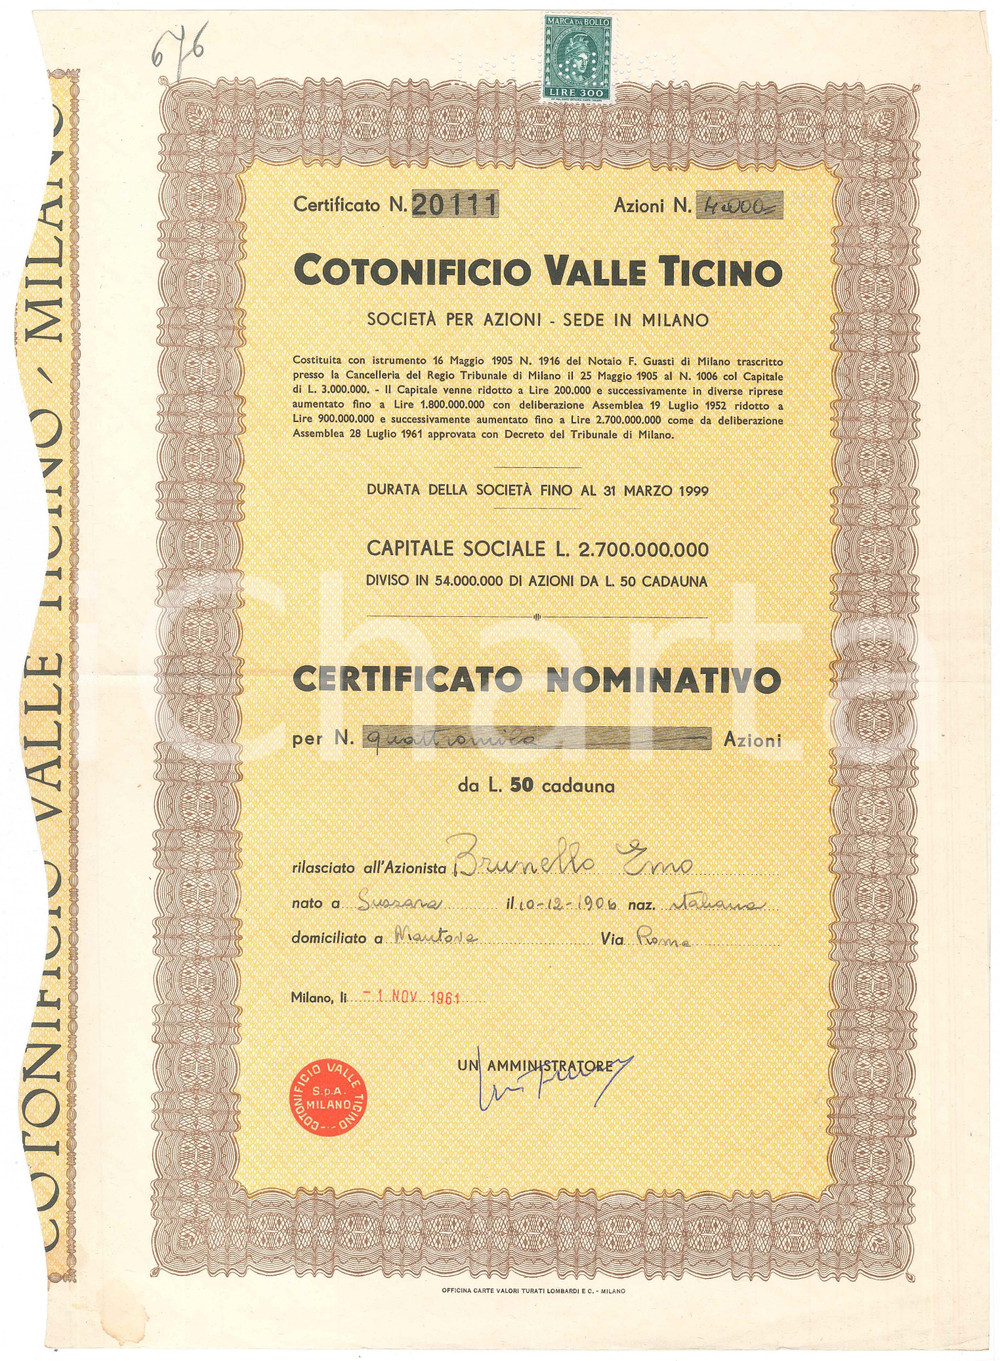 676
MARCA DA BOLLO
LIRE 300
Certificato N. 20111
Azioni N. 4.000=
COTONIFICIO VALLE TICINO
SOCIETÀ PER AZIONI - SEDE IN MILANO
Costituita con istrumento 16 Maggio 1905 N. 1916 del Notaio F. Guasti di Milano trascritto
presso la Cancelleria del Regio Tribunale di Milano il 25 Maggio 1905 al N. 1006 col Capitale
di L. 3.000.000. - Il Capitale venne ridotto a Lire 200.000 e successivamente in diverse riprese
aumentato fino a Lire 1.800.000.000 con deliberazione Assemblea 19 Luglio 1952 ridotto a
Lire 900.000.000 e successivamente aumentato fino a Lire 2.700.000.000 come da deliberazione
Assemblea 28 Luglio 1961 approvata con Decreto del Tribunale di Milano.
DURATA DELLA SOCIETÀ FINO AL 31 MARZO 1999
CAPITALE SOCIALE L. 2.700.000.000
DIVISO IN 54.000.000 DI AZIONI DA L. 50 CADAUNA
CERTIFICATO NOMINATIVO
per N. quattromila Azioni
da L. 50 cadauna
rilasciato all'Azionista Brunello Emo
nato a Suzzara il 10-12-1906 naz. italiana
domiciliato a Mantova Via Roma
Milano, li -1 NOV. 1961
UN AMMINISTRATORE
COTONIFICIO VALLE TICINO
S.p.A.
MILANO
OFFICINA CARTE VALORI TURATI LOMBARDI E C. - MILANO
COTONIFICIO VALLE TICINO - MILANO
iCharta